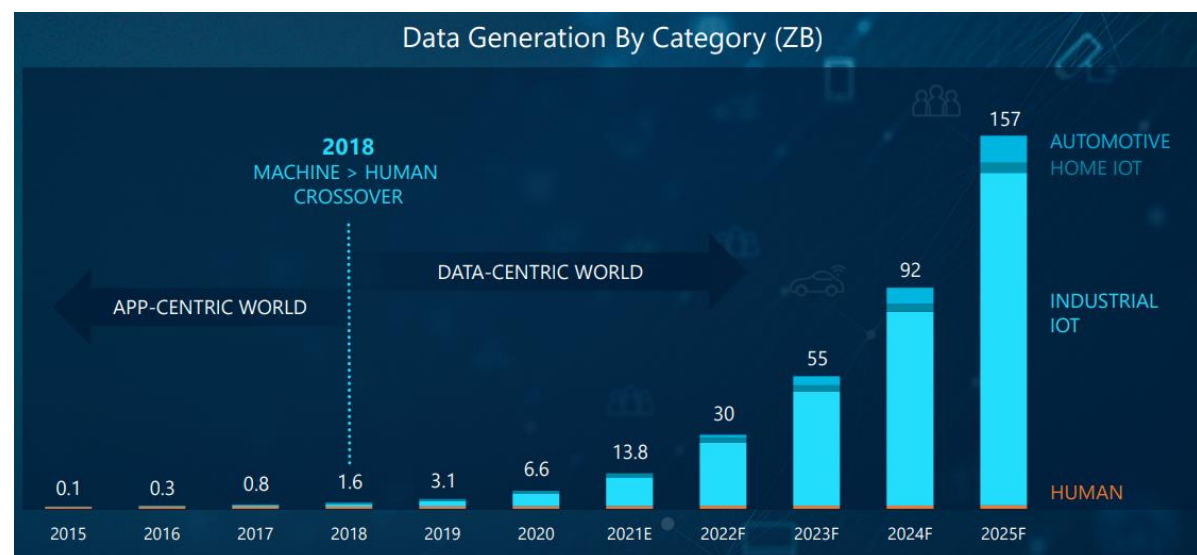 Data Generation By Category (ZB)
2018
MACHINE > HUMAN
CROSSOVER
APP-CENTRIC WORLD
DATA-CENTRIC WORLD
0.1
0.3
0.8
1.6
3.1
6.6
13.8
30
55
92
157
AUTOMOTIVE
HOME IOT
INDUSTRIAL
IOT
HUMAN
2015
2016
2017
2018
2019
2020
2021E
2022F
2023F
2024F
2025F